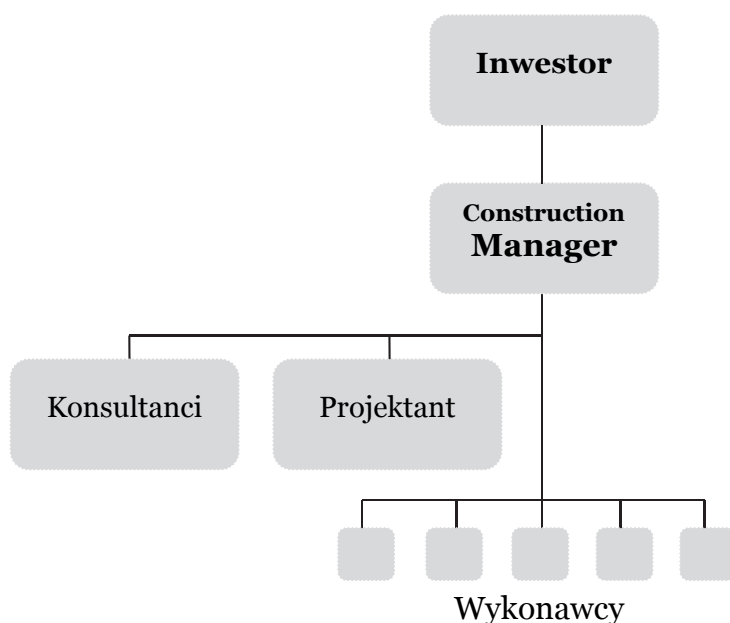 Inwestor
Construction
Manager
Konsultanci
Projektant
Wykonawcy